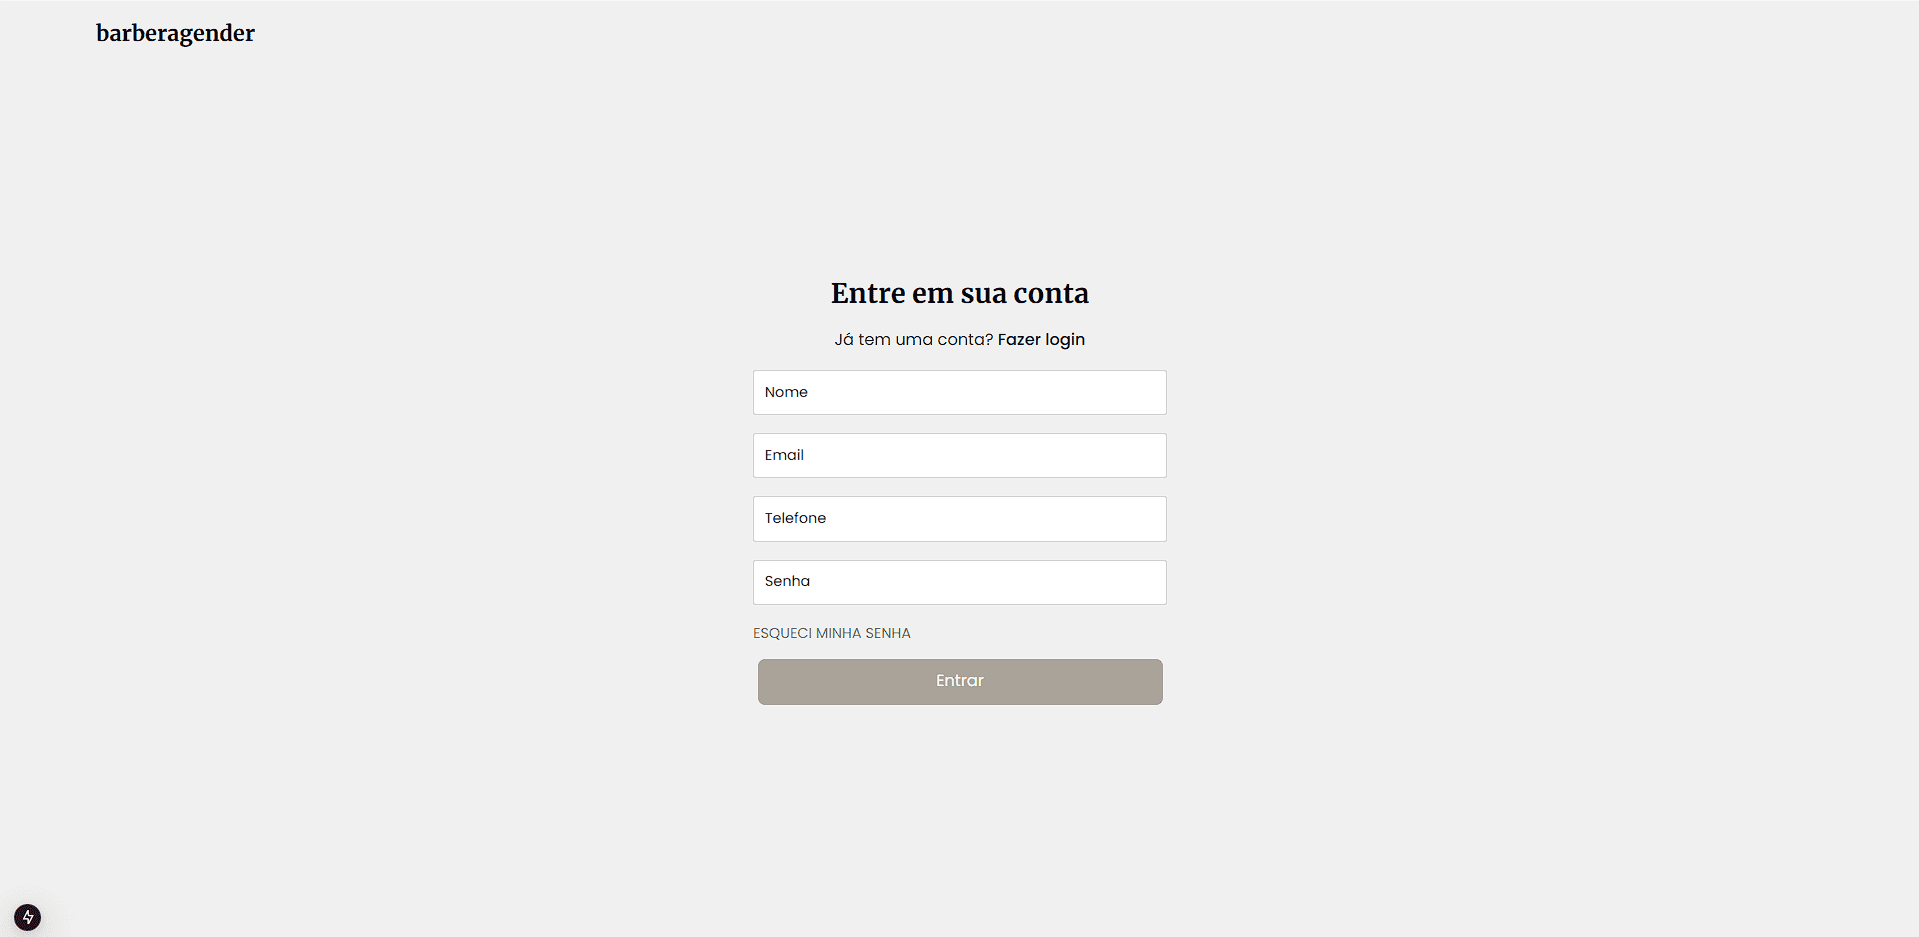 barberagender
Entre em sua conta
Já tem uma conta? Fazer login
Nome
Email
Telefone
Senha
ESQUECI MINHA SENHA
Entrar